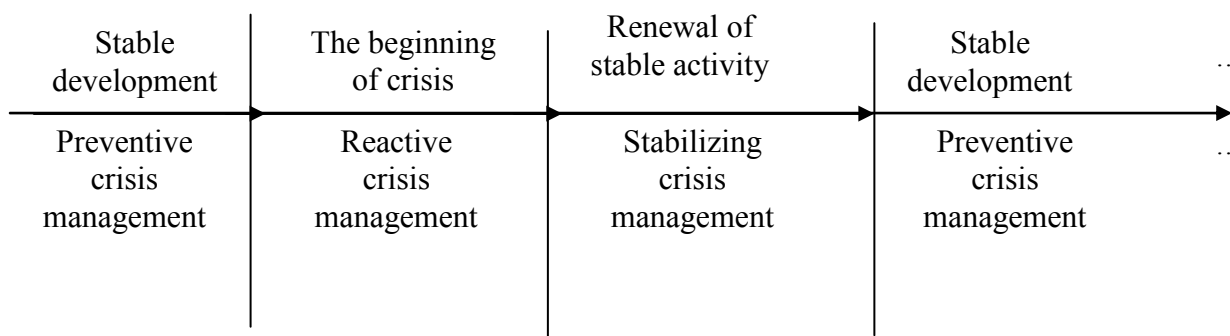 Stable
development
The beginning
of crisis
Renewal of
stable activity
Stable
development
..
Preventive
crisis
management
Reactive
crisis
management
Stabilizing
crisis
management
Preventive
crisis
management
..